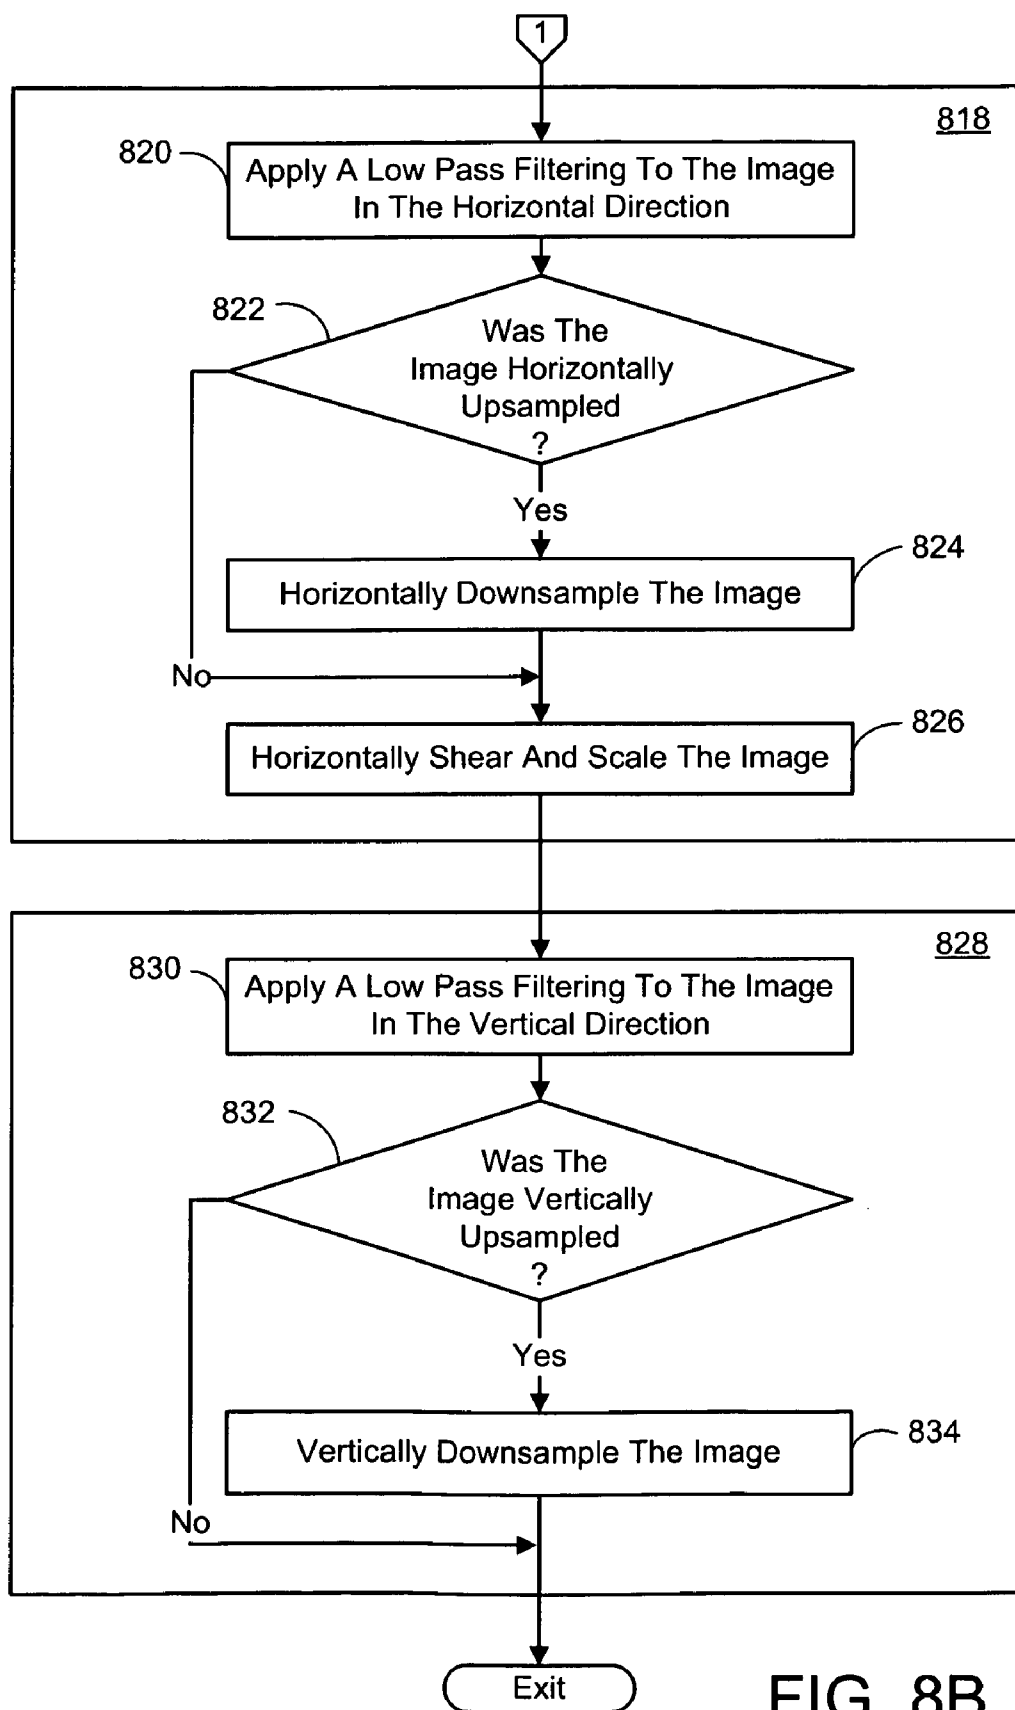 1
818
820
Apply A Low Pass Filtering To The Image
In The Horizontal Direction
822
Was The
Image Horizontally
Upsampled
?
Yes
824
Horizontally Downsample The Image
No
826
Horizontally Shear And Scale The Image
828
830
Apply A Low Pass Filtering To The Image
In The Vertical Direction
832
Was The
Image Vertically
Upsampled
?
Yes
834
Vertically Downsample The Image
No
Exit
FIG. 8B